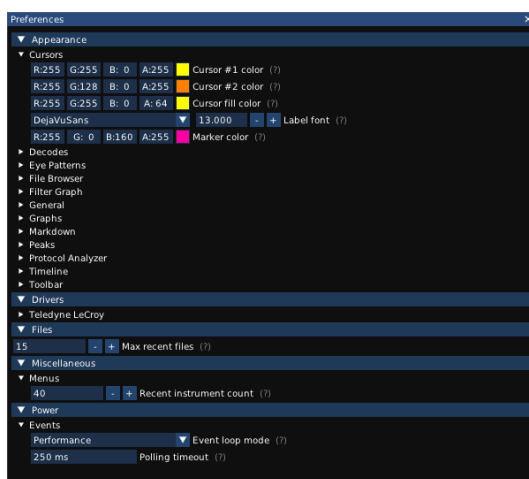 Preferences
Appearance
Cursors
R:255 G:255 B: 0 A:255 Cursor #1 color (?)
R:255 G:128 B: 0 A:255 Cursor #2 color (?)
R:255 G:255 B: 0 A: 64 Cursor fill color (?)
DejaVuSans 13.000 - + Label font (?)
R:255 G: 0 B:160 A:255 Marker color (?)
Decodes
Eye Patterns
File Browser
Filter Graph
General
Graphs
Markdown
Peaks
Protocol Analyzer
Timeline
Toolbar
Drivers
Teledyne LeCroy
Files
15 - + Max recent files (?)
Miscellaneous
Menus
40 - + Recent instrument count (?)
Power
Events
Performance Event loop mode (?)
250 ms Polling timeout (?)